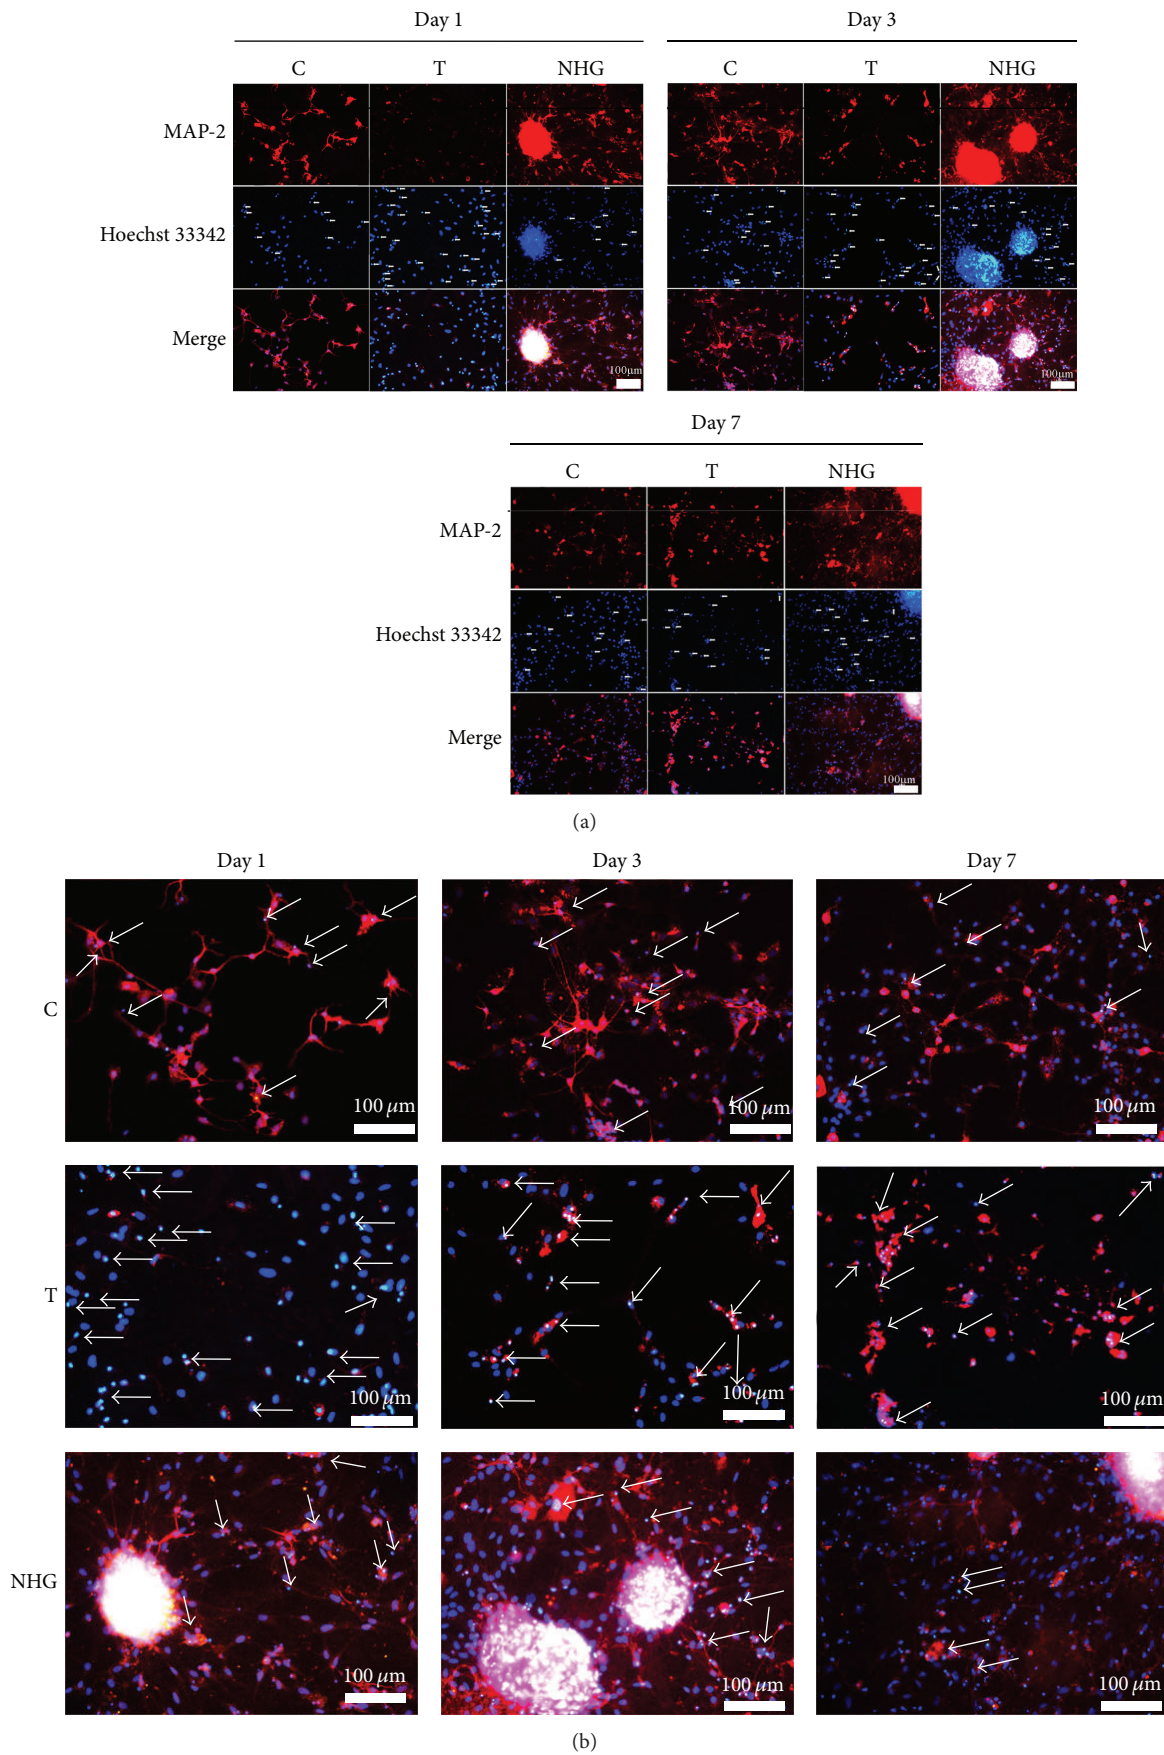 Day 1 Day 3
C T NHG C T NHG
MAP-2
Hoechst 33342
Merge
100μm 100μm
Day 7
C T NHG
MAP-2
Hoechst 33342
Merge
100μm
(a)
Day 1 Day 3 Day 7
C
100 μm 100 μm 100 μm
T
100 μm 100 μm 100 μm
NHG
100 μm 100 μm 100 μm
(b)